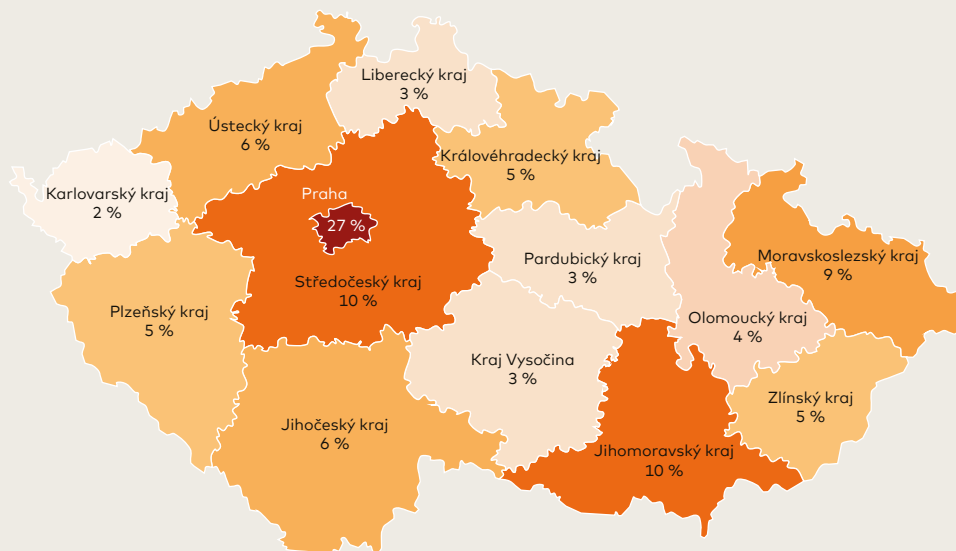 Liberecký kraj
3 %
Ústecký kraj
6 %
Královéhradecký kraj
5 %
Karlovarský kraj
2 %
Praha
27 %
Středočeský kraj
10 %
Pardubický kraj
3 %
Moravskoslezský kraj
9 %
Plzeňský kraj
5 %
Olomoucký kraj
4 %
Kraj Vysočina
3 %
Zlínský kraj
5 %
Jihočeský kraj
6 %
Jihomoravský kraj
10 %